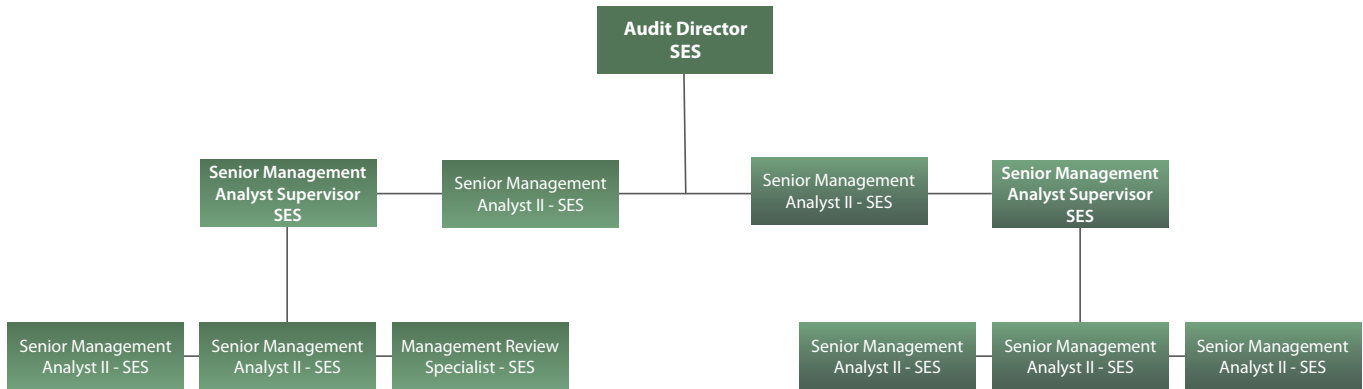 Audit Director
SES
Senior Management
Analyst Supervisor
SES
Senior Management
Analyst II - SES
Senior Management
Analyst II - SES
Senior Management
Analyst Supervisor
SES
Senior Management
Analyst II - SES
Senior Management
Analyst II - SES
Management Review
Specialist - SES
Senior Management
Analyst II - SES
Senior Management
Analyst II - SES
Senior Management
Analyst II - SES